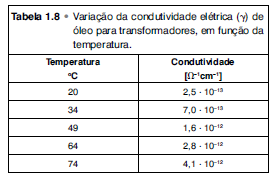 Tabela 1.8 • Variação da condutividade elétrica (γ) de
óleo para transformadores, em função da
temperatura.
Temperatura Condutividade
ºC [Ω⁻¹cm⁻¹]
20 2,5 · 10⁻¹³
34 7,0 · 10⁻¹³
49 1,6 · 10⁻¹²
64 2,8 · 10⁻¹²
74 4,1 · 10⁻¹²